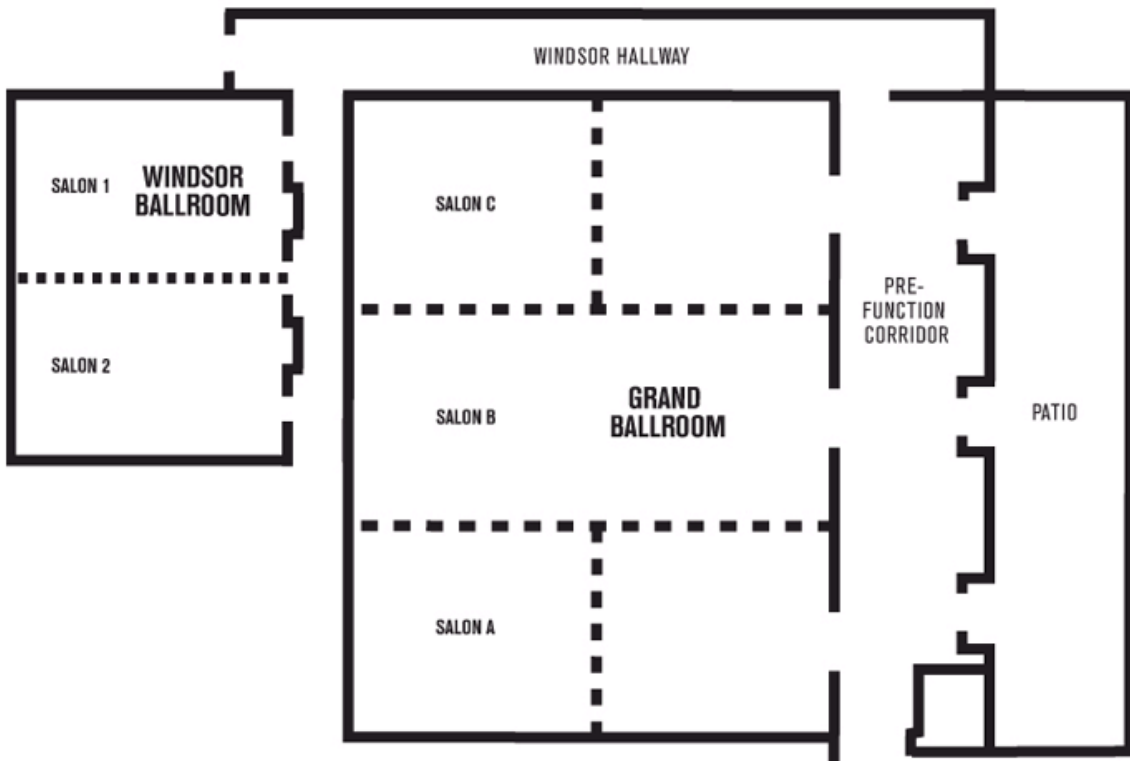 WINDSOR HALLWAY
SALON 1
WINDSOR
BALLROOM
SALON 2
SALON C
SALON B
GRAND
BALLROOM
SALON A
PRE-
FUNCTION
CORRIDOR
PATIO